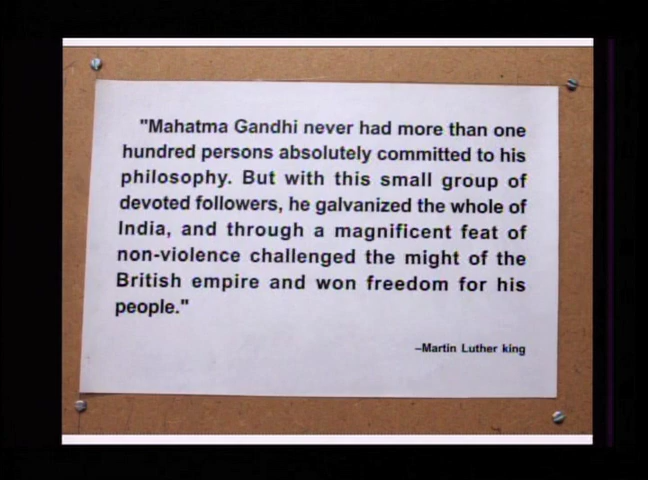 "Mahatma Gandhi never had more than one
hundred persons absolutely committed to his
philosophy. But with this small group of
devoted followers, he galvanized the whole of
India, and through a magnificent feat of
non-violence challenged the might of the
British empire and won freedom for his
people."
–Martin Luther king